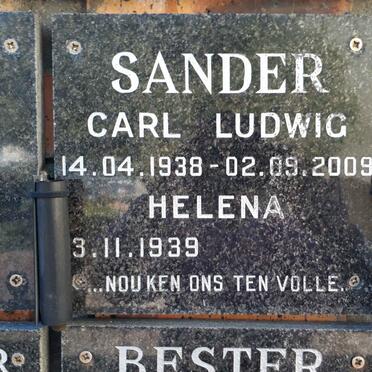 SANDER
CARL LUDWIG
14.04.1938 - 02.09.2009
HELENA
3.11.1939
...NOU KEN ONS TEN VOLLE.
R BESTER